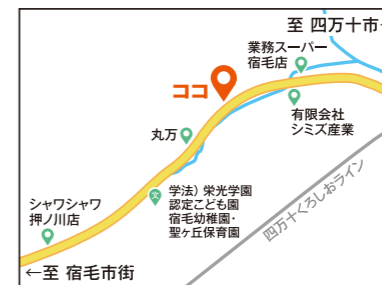 至 四万十市
業務スーパー
宿毛店
ココ
有限会社
シミズ産業
丸万
学法）栄光学園
認定こども園
宿毛幼稚園・
聖ヶ丘保育園
シャワシャワ
押ノ川店
四万十くろしおライン
←至 宿毛市街